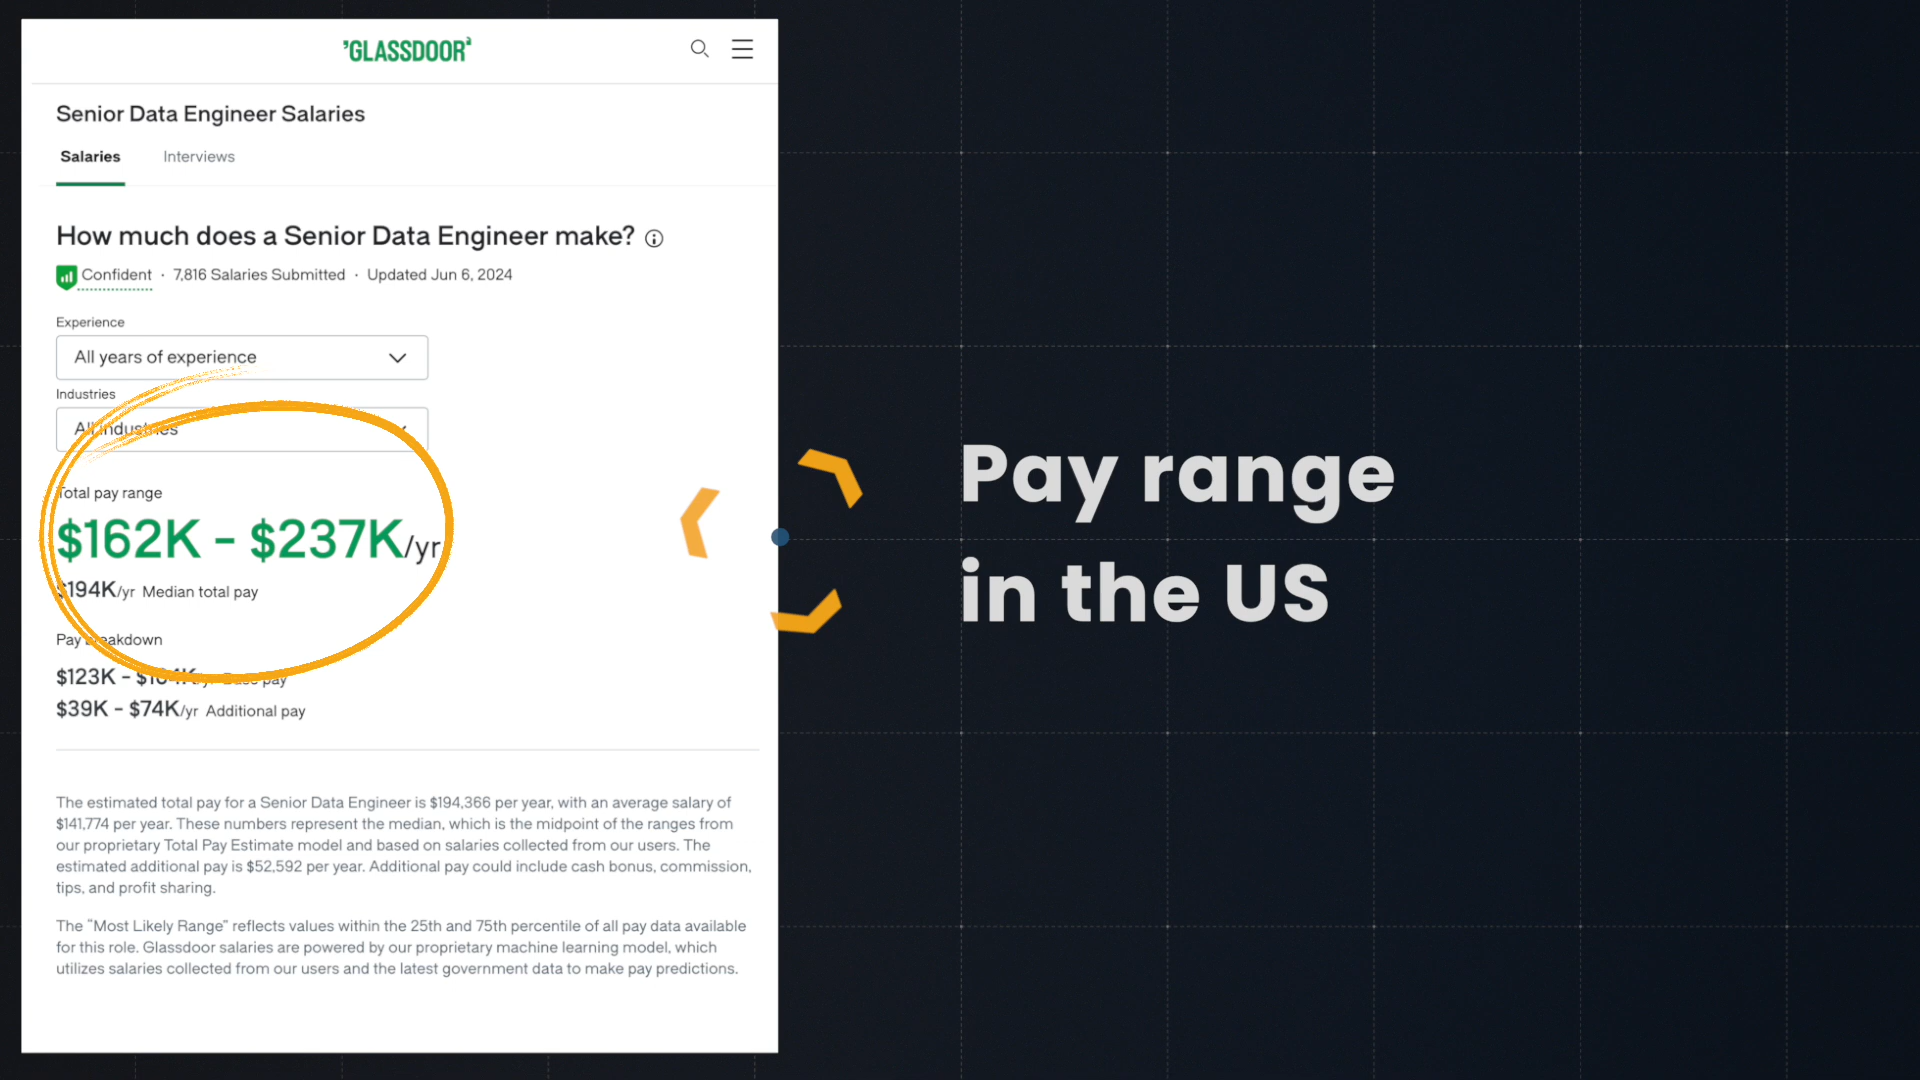 GLASSDOOR
Senior Data Engineer Salaries
Salaries Interviews
How much does a Senior Data Engineer make?
Confident · 7,816 Salaries Submitted · Updated Jun 6, 2024
Experience
All years of experience
Industries
All industries
Total pay range
$162K - $237K/yr
$194K/yr Median total pay
Pay breakdown
$123K - /yr Base pay
$39K - $74K/yr Additional pay
The estimated total pay for a Senior Data Engineer is $194,366 per year, with an average salary of
$141,774 per year. These numbers represent the median, which is the midpoint of the ranges from
our proprietary Total Pay Estimate model and based on salaries collected from our users. The
estimated additional pay is $52,592 per year. Additional pay could include cash bonus, commission,
tips, and profit sharing.
The "Most Likely Range" reflects values within the 25th and 75th percentile of all pay data available
for this role. Glassdoor salaries are powered by our proprietary machine learning model, which
utilizes salaries collected from our users and the latest government data to make pay predictions.
Pay range
in the US